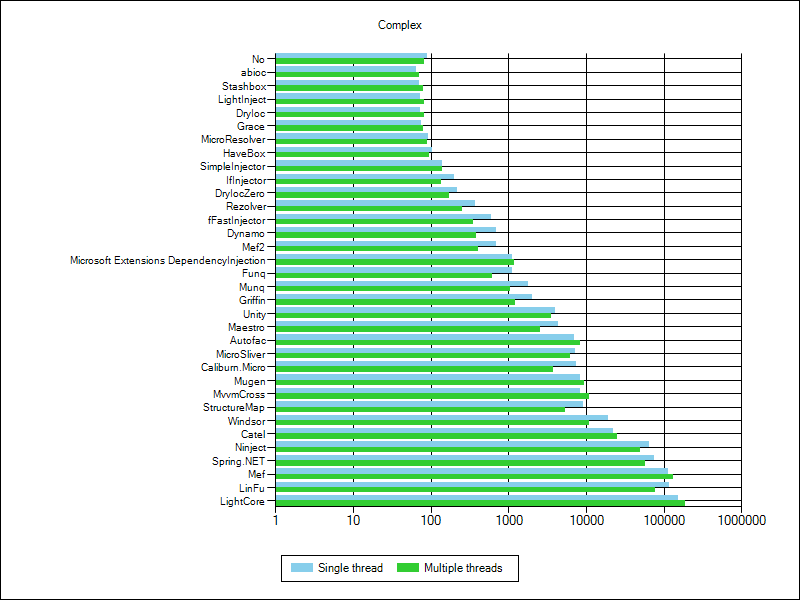 Complex
No
abioc
Stashbox
LightInject
DryIoc
Grace
MicroResolver
HaveBox
SimpleInjector
IfInjector
DryIocZero
Rezolver
fFastInjector
Dynamo
Mef2
Microsoft Extensions DependencyInjection
Funq
Munq
Griffin
Unity
Maestro
Autofac
MicroSliver
Caliburn.Micro
Mugen
MvvmCross
StructureMap
Windsor
Catel
Ninject
Spring.NET
Mef
LinFu
LightCore
1 10 100 1000 10000 100000 1000000
Single thread Multiple threads